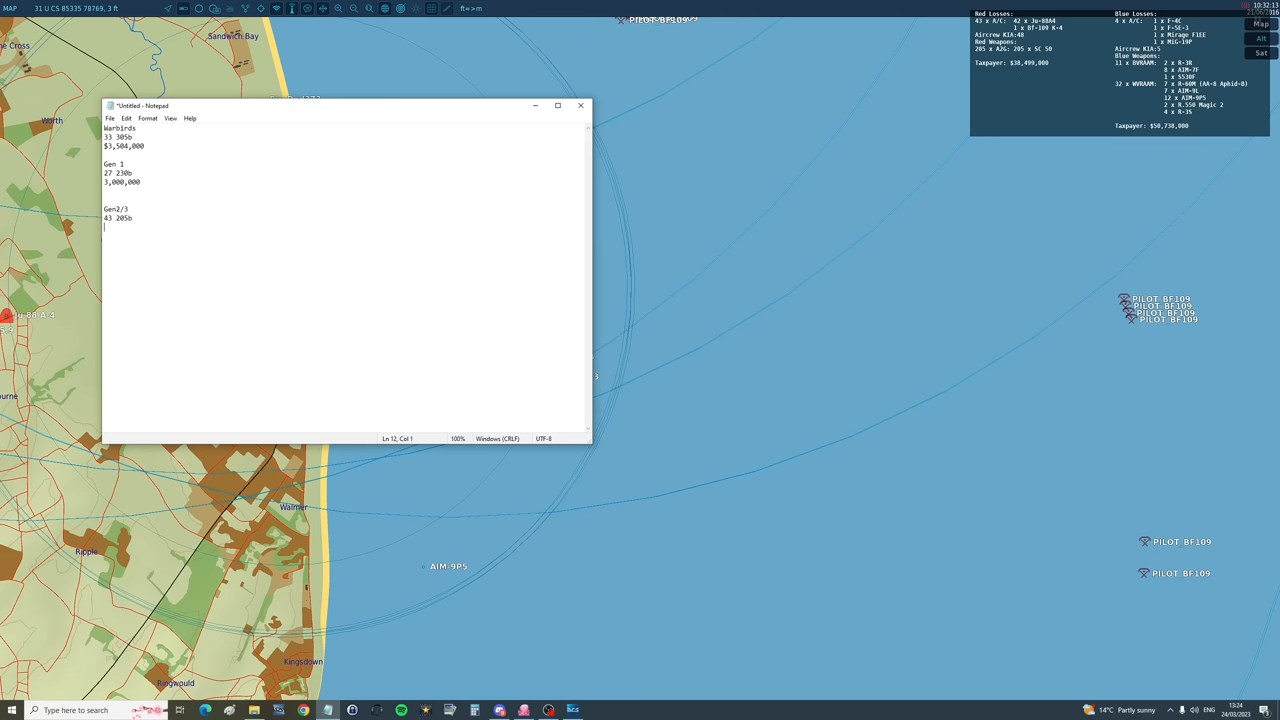 MAP
31 U CS 85335 78769, 3 ft
ft=>m
10:32:13
*Untitled - Notepad
File Edit Format View Help
Warbirds
33 305b
$3,504,000
Gen 1
27 230b
3,000,000
Gen2/3
43 205b
Ln 12, Col 1
100%
Windows (CRLF)
UTF-8
Red Losses:
43 x A/C: 42 x Ju-88A4
1 x Bf-109 K-4
Aircrew KIA:48
Red Weapons:
205 x A2G: 205 x SC 50
Taxpayer: $38,499,000
Blue Losses:
4 x A/C: 1 x F-4C
1 x F-5E-3
1 x Mirage F1EE
1 x MiG-19P
Aircrew KIA:5
Blue Weapons:
11 x BVRAAM: 2 x R-3R
8 x AIM-7F
1 x S530F
32 x WVRAAM: 7 x R-60M (AA-8 Aphid-B)
7 x AIM-9L
12 x AIM-9P5
2 x R.550 Magic 2
4 x R-3S
Taxpayer: $50,738,000
Map
Alt
Sat
Sandwich Bay
Worth
PILOT BF109
Ju-88 A-4
PILOT BF109
PILOT BF109
PILOT BF109
PILOT BF109
PILOT BF109
PILOT BF109
Walmer
Ripple
AIM-9P5
Kingsdown
Ringwould
Type here to search
14°C Partly sunny
ENG
13:24
24/03/2023